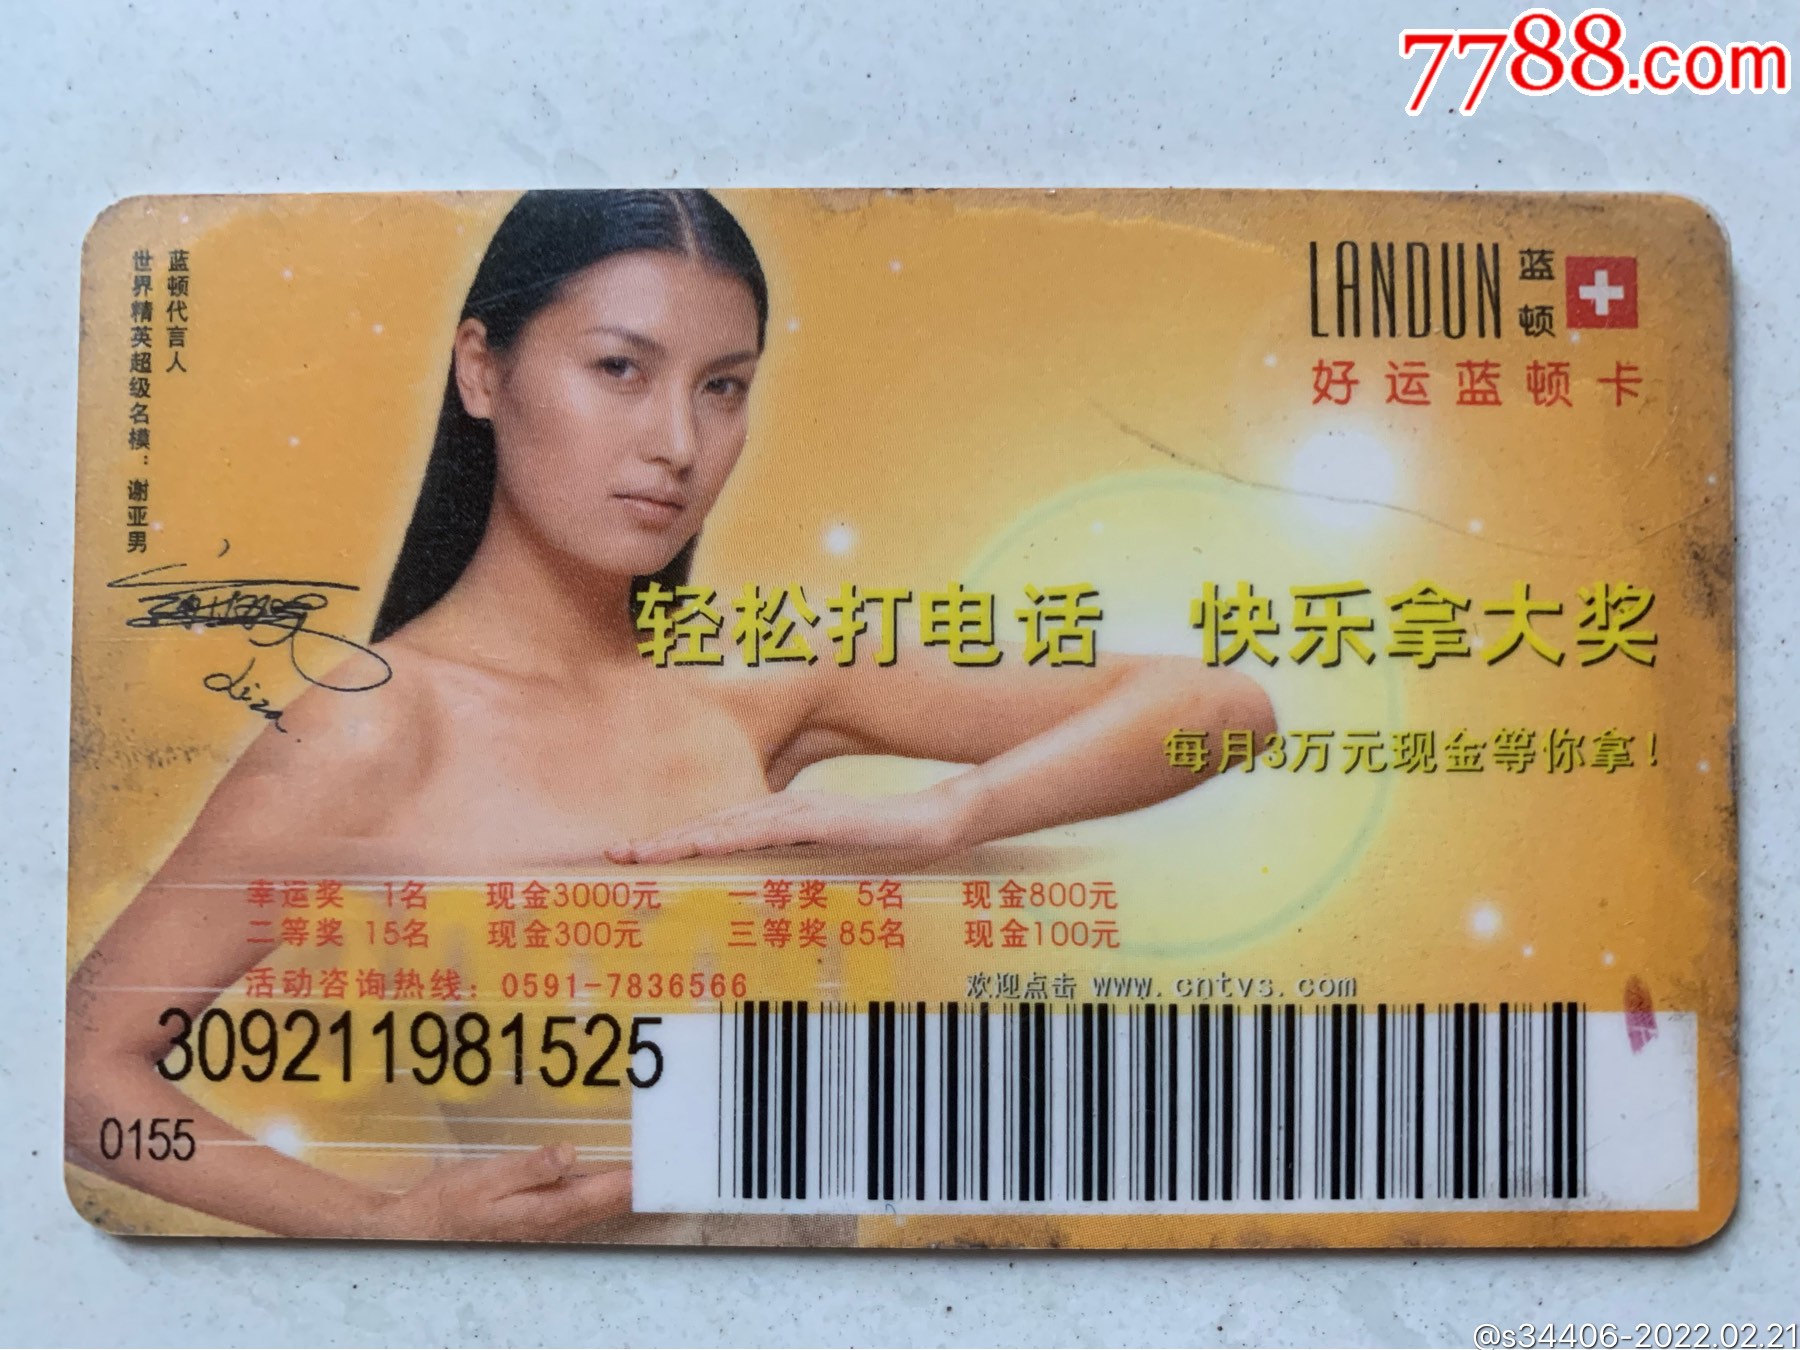 7788.com
蓝顿代言人
世界精英超级名模：谢亚男
Liza
LANDUN 蓝顿
好运蓝顿卡
轻松打电话 快乐拿大奖
每月3万元现金等你拿！
幸运奖 1名 现金3000元 一等奖 5名 现金800元
二等奖 15名 现金300元 三等奖 85名 现金100元
活动咨询热线：0591-7836566 欢迎点击 www.cntvs.com
309211981525
0155
@s34406-2022.02.21